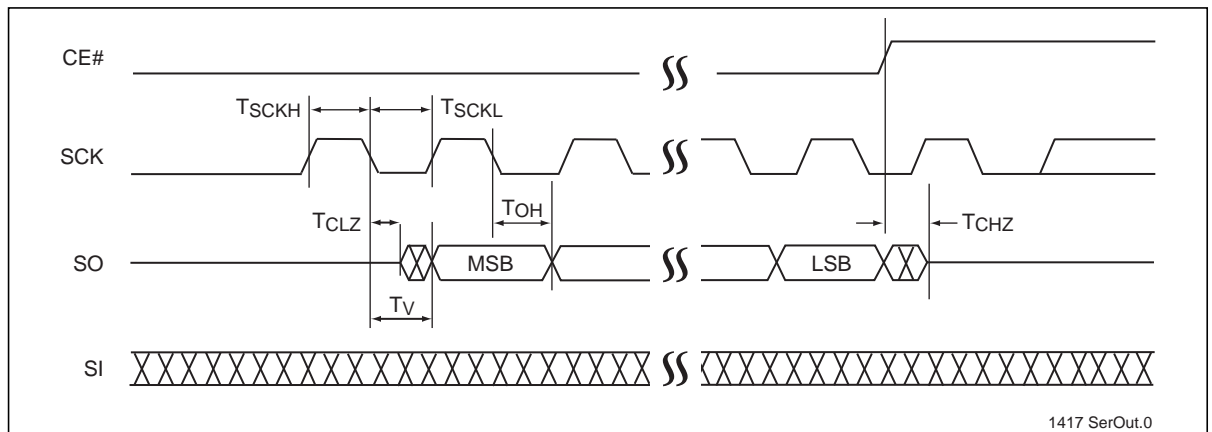 CE#
TSCKH
TSCKL
SCK
TOH
TCLZ
TCHZ
SO
MSB
LSB
TV
SI
1417 SerOut.0